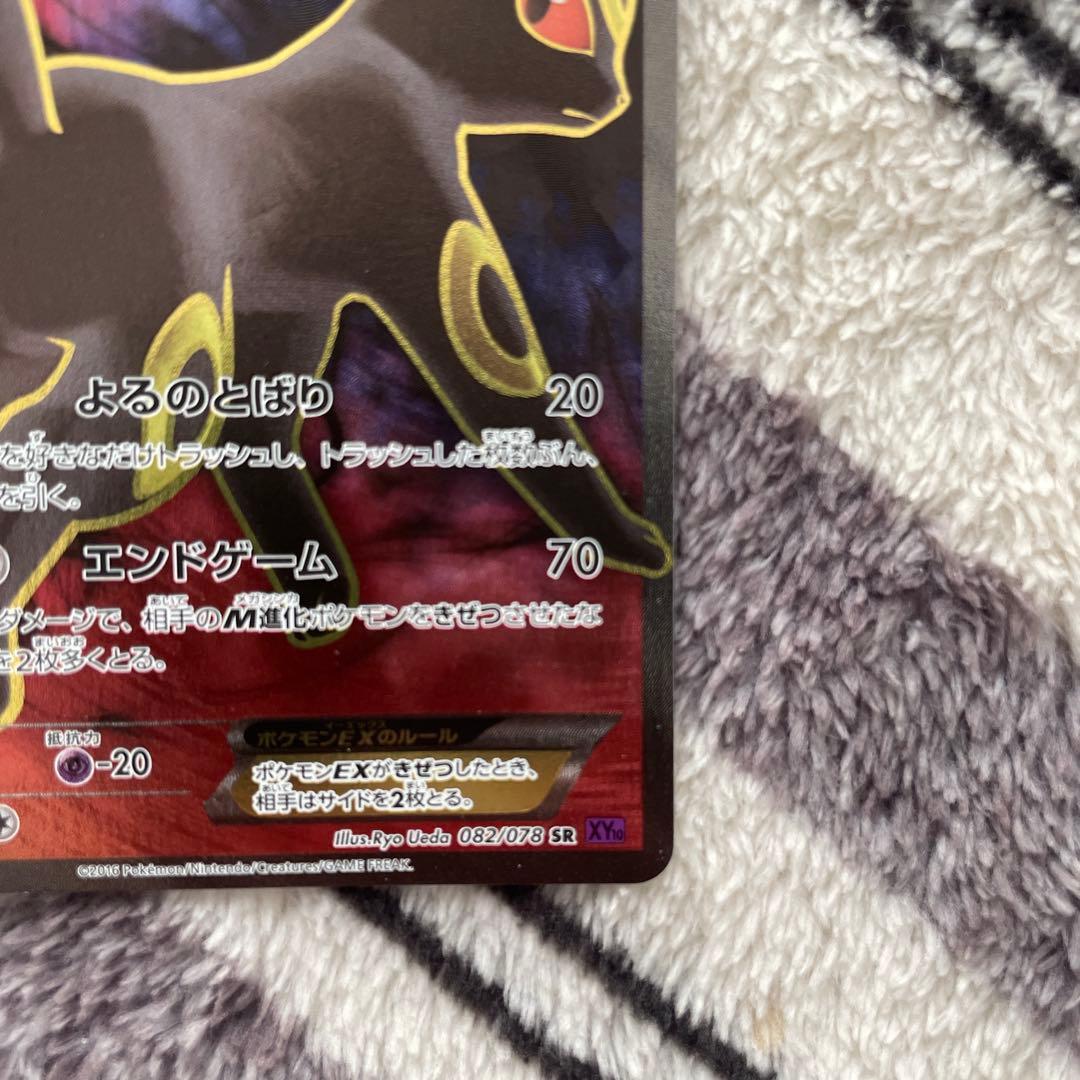 よるのとばり 20
を好きなだけトラッシュし、トラッシュした枚数ぶん、
を引く。
エンドゲーム 70
ダメージで、相手のM進化ポケモンをきぜつさせたな
を2枚多くとる。
抵抗力
-20
ポケモンEXのルール
ポケモンEXがきぜつしたとき、
相手はサイドを2枚とる。
Illus.Ryo Ueda 082/078 SR XY10
©2016 Pokémon/Nintendo/Creatures/GAME FREAK.